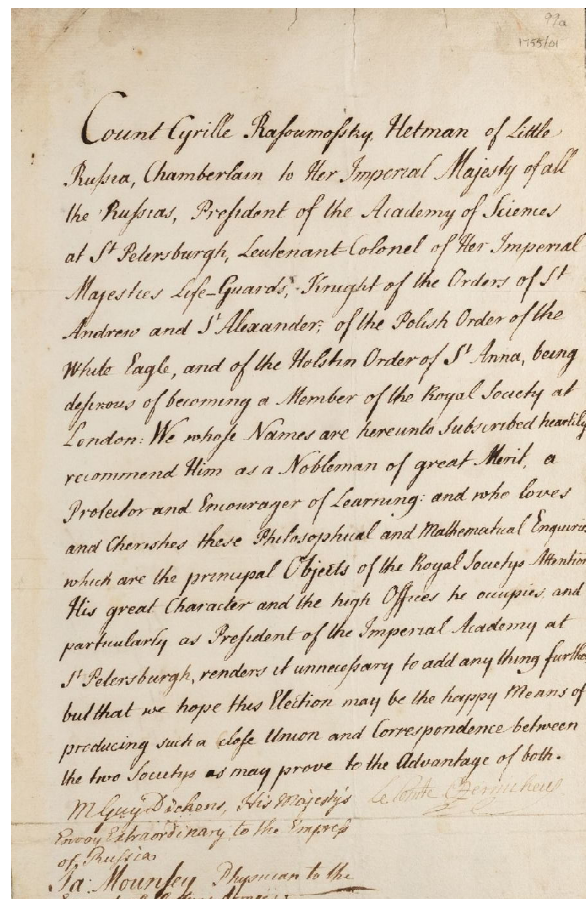 99a
1755/01
Count Cyrille Rasoumofsky, Hetman of Little
Russia, Chamberlain to Her Imperial Majesty of all
the Russias, President of the Academy of Sciences
at St Petersburgh, Leutenant-Colonel of Her Imperial
Majesties Life-Guards, Knight of the Orders of St
Andrew and St Alexander; of the Polish Order of the
White Eagle, and of the Holstin Order of St Anna, being
desirous of becoming a Member of the Royal Society at
London: We whose Names are hereunto Subscribed heartily
recommend Him as a Nobleman of great Merit, a
Protector and Encourager of Learning: and who loves
and Cherishes these Philosophical and Mathematical Enquiries
which are the principal Objects of the Royal Societys Attention
His great Character and the high Offices he occupies, and
particularly as President of the Imperial Academy at
St Petersburgh, renders it unnecessary to add any thing further
but that we hope this Election may be the happy Means of
producing such a close Union and Correspondence between
the two Societys as may prove to the Advantage of both.
M Guy Dickens, His Majesty's Le Comte
Envoy Extraordinary to the Empress
of Russia
Ja: Mounsey Physician to the